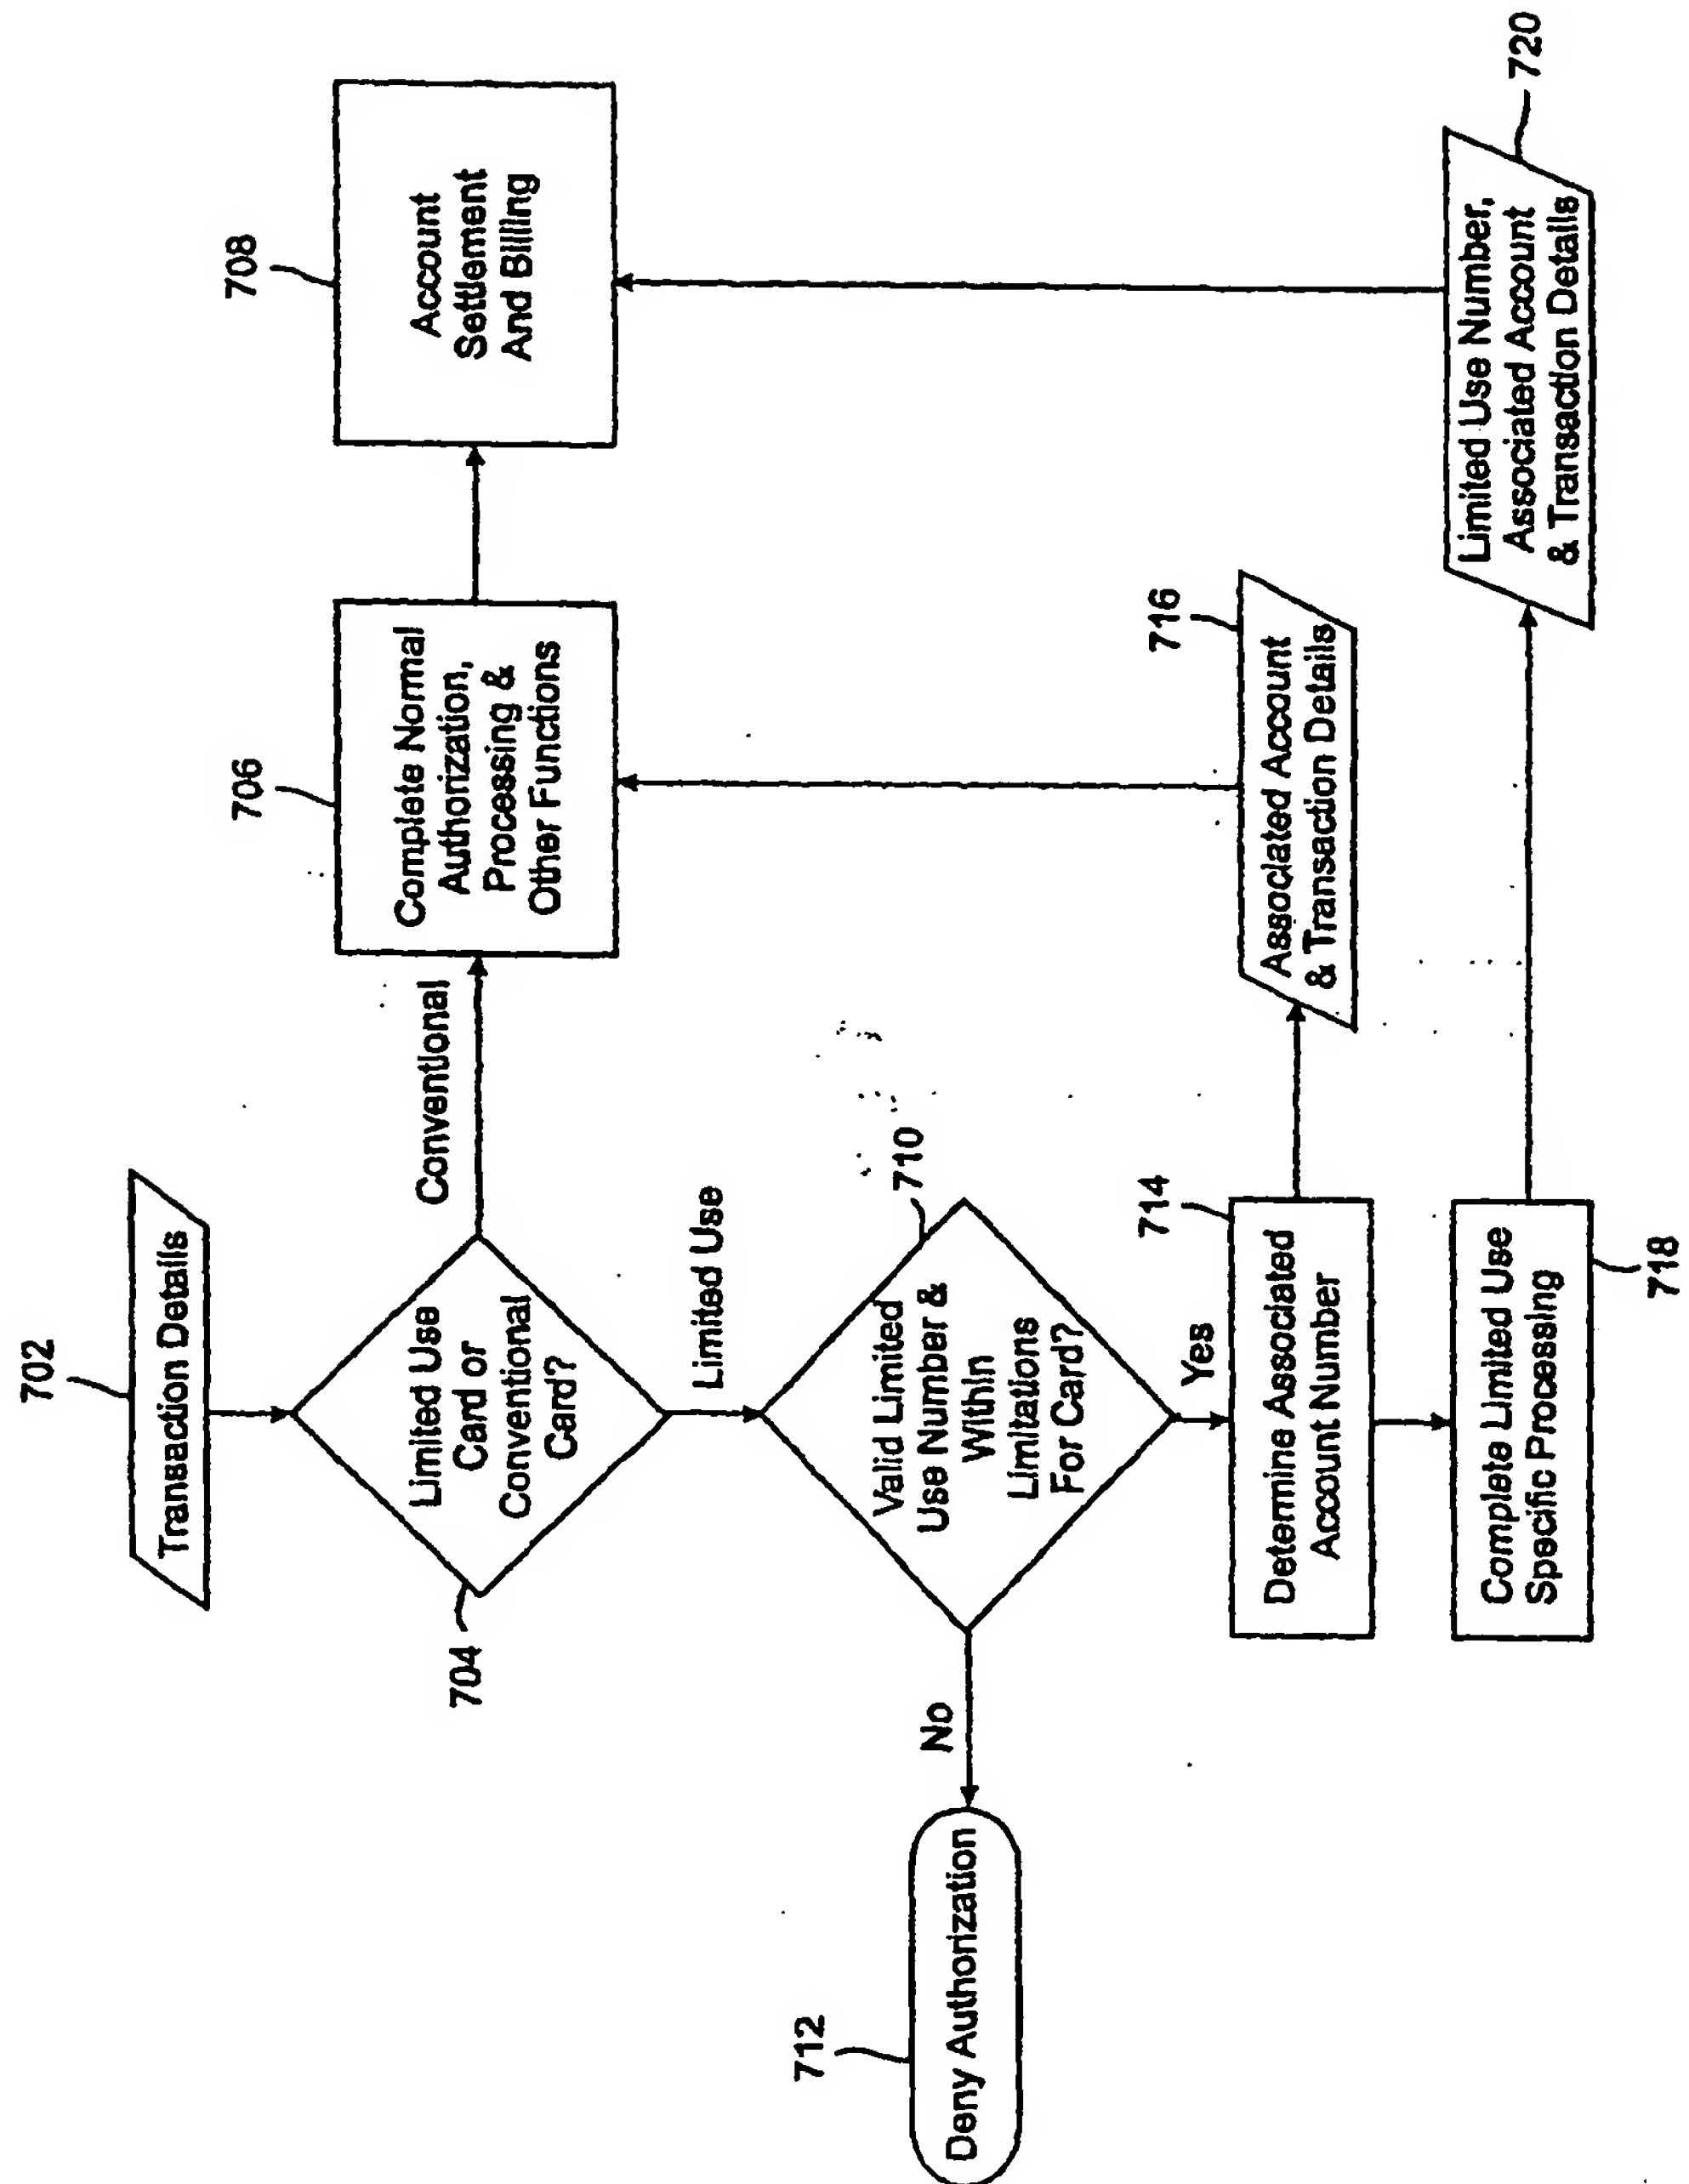 702
Transaction Details
704
Limited Use
Card or
Conventional
Card?
Conventional
706
Complete Normal
Authorization,
Processing &
Other Functions
708
Account
Settlement
And Billing
Limited Use
710
Valid Limited
Use Number &
Within
Limitations
For Card?
No
712
Deny Authorization
Yes
714
Determine Associated
Account Number
716
Associated Account
& Transaction Details
Complete Limited Use
Specific Processing
718
720
Limited Use Number,
Associated Account
& Transaction Details